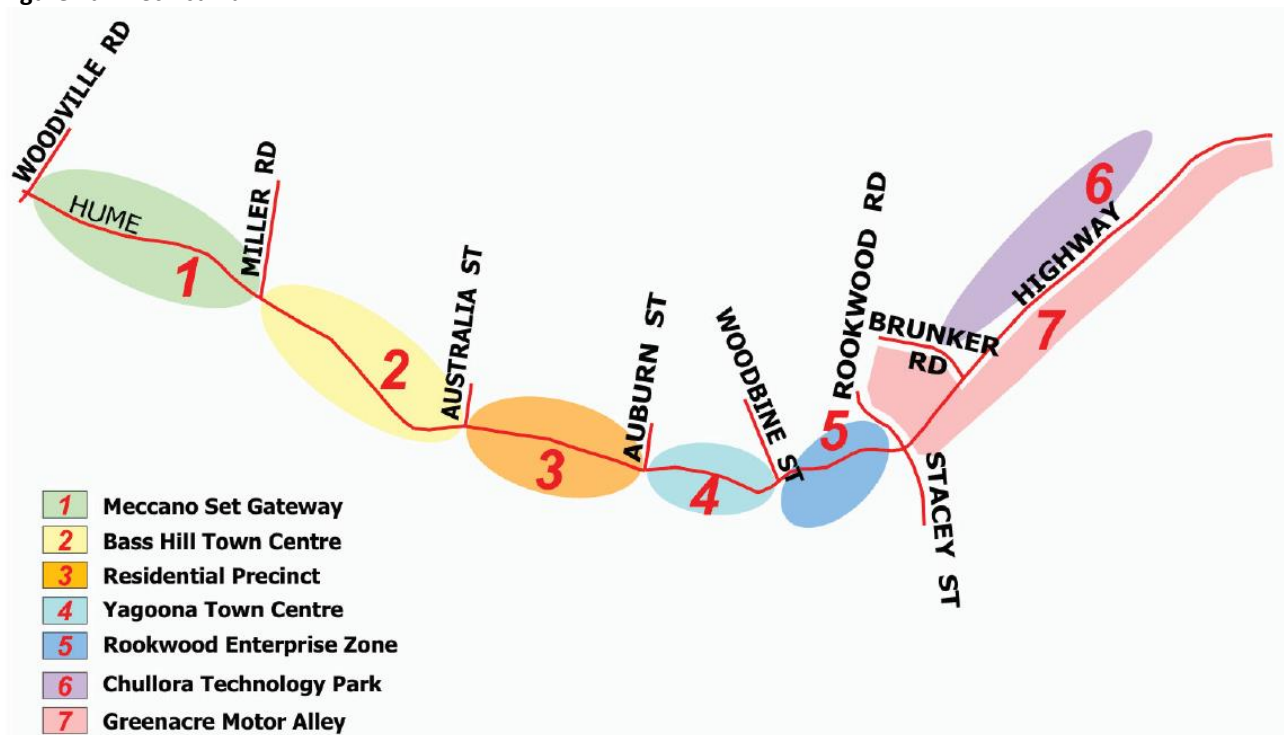 WOODVILLE RD
HUME
MILLER RD
1
2
AUSTRALIA ST
3
AUBURN ST
4
WOODBINE ST
5
ROOKWOOD RD
BRUNKER
RD
STACEY ST
HIGHWAY
6
7
1 Meccano Set Gateway
2 Bass Hill Town Centre
3 Residential Precinct
4 Yagoona Town Centre
5 Rookwood Enterprise Zone
6 Chullora Technology Park
7 Greenacre Motor Alley